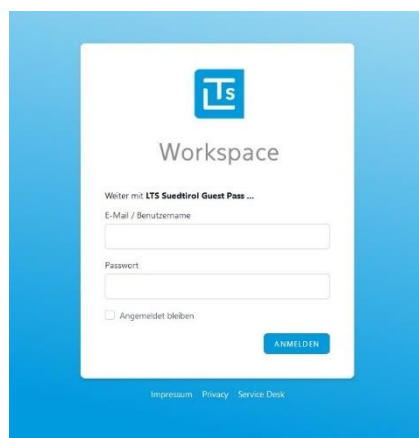 LTS
Workspace
Weiter mit LTS Suedtirol Guest Pass ...
E-Mail / Benutzername
Passwort
Angemeldet bleiben
ANMELDEN
Impressum Privacy Service Desk